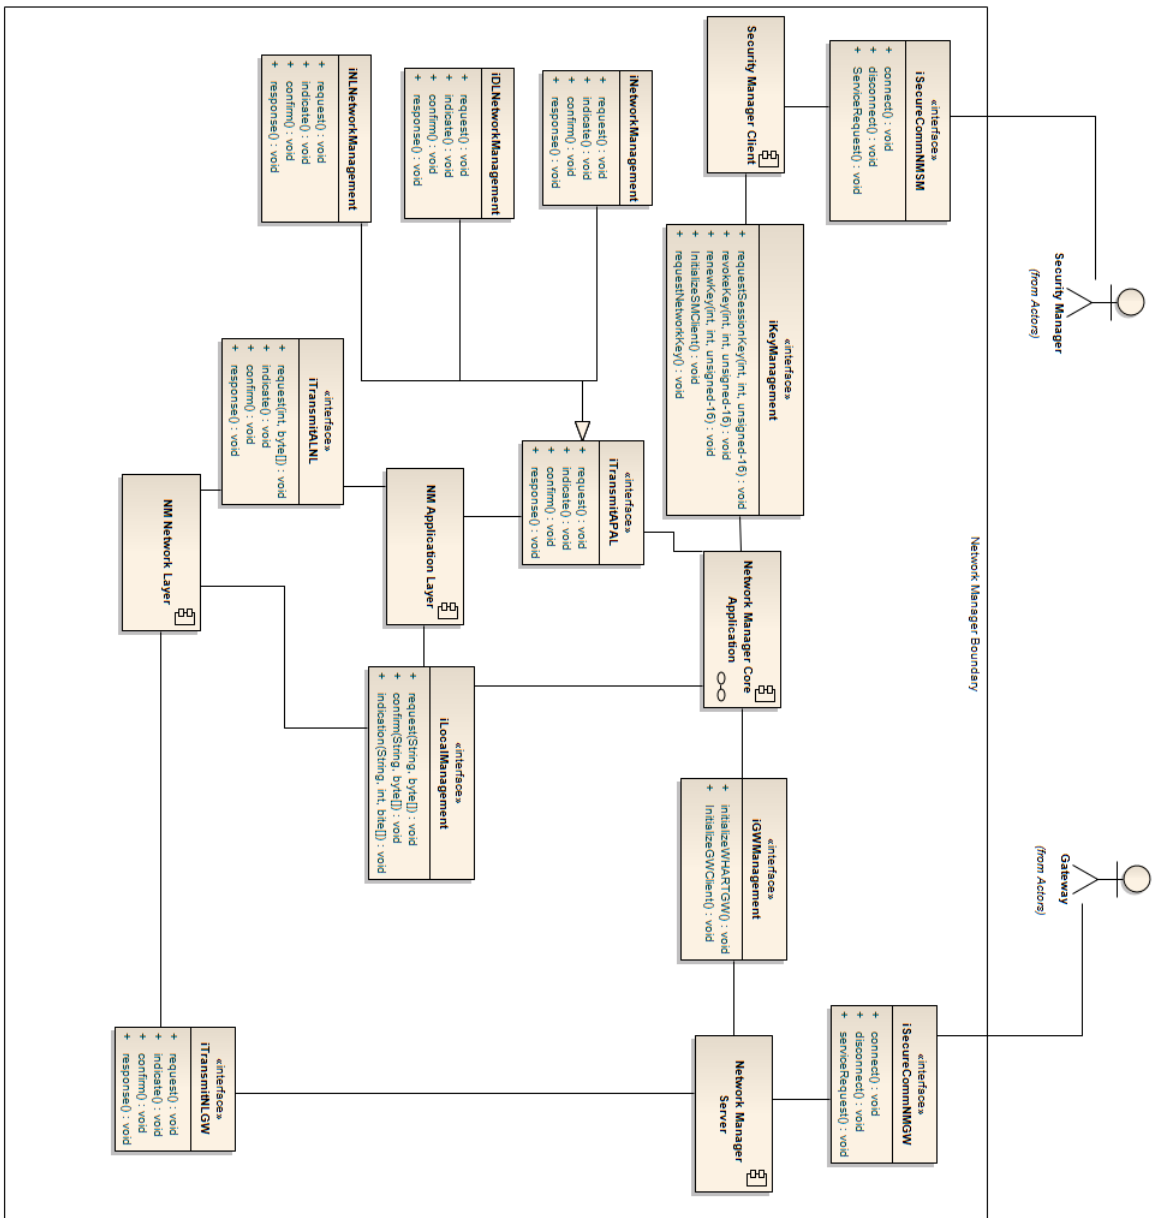 Security Manager
(from Actors)
Gateway
(from Actors)
Network Manager Boundary
«interface»
iSecureCommNMSM
+ connect() : void
+ disconnect() : void
+ ServiceRequest() : void
«interface»
iSecureCommNMGW
+ connect() : void
+ disconnect() : void
+ serviceRequest() : void
Security Manager Client
«interface»
iKeyManagement
+ requestSessionKey(int, int, unsigned-16) : void
+ revokeKey(int, int, unsigned-16) : void
+ renewKey(int, int, unsigned-16) : void
+ InitializeSMClient() : void
+ requestNetworkKey() : void
Network Manager Core
Application
«interface»
iGWManagement
+ initializeWHARTGW() : void
+ InitializeGWClient() : void
Network Manager
Server
iNetworkManagement
+ request() : void
+ indicate() : void
+ confirm() : void
+ response() : void
«interface»
iTransmitAPAL
+ request() : void
+ indicate() : void
+ confirm() : void
+ response() : void
iDLNetworkManagement
+ request() : void
+ indicate() : void
+ confirm() : void
+ response() : void
NM Application Layer
«interface»
iLocalManagement
+ request(String, byte[]) : void
+ confirm(String, byte[]) : void
+ indication(String, int, bite[]) : void
iNLNetworkManagement
+ request() : void
+ indicate() : void
+ confirm() : void
+ response() : void
«interface»
iTransmitALNL
+ request(int, byte[]) : void
+ indicate() : void
+ confirm() : void
+ response() : void
NM Network Layer
«interface»
iTransmitNLGW
+ request() : void
+ indicate() : void
+ confirm() : void
+ response() : void